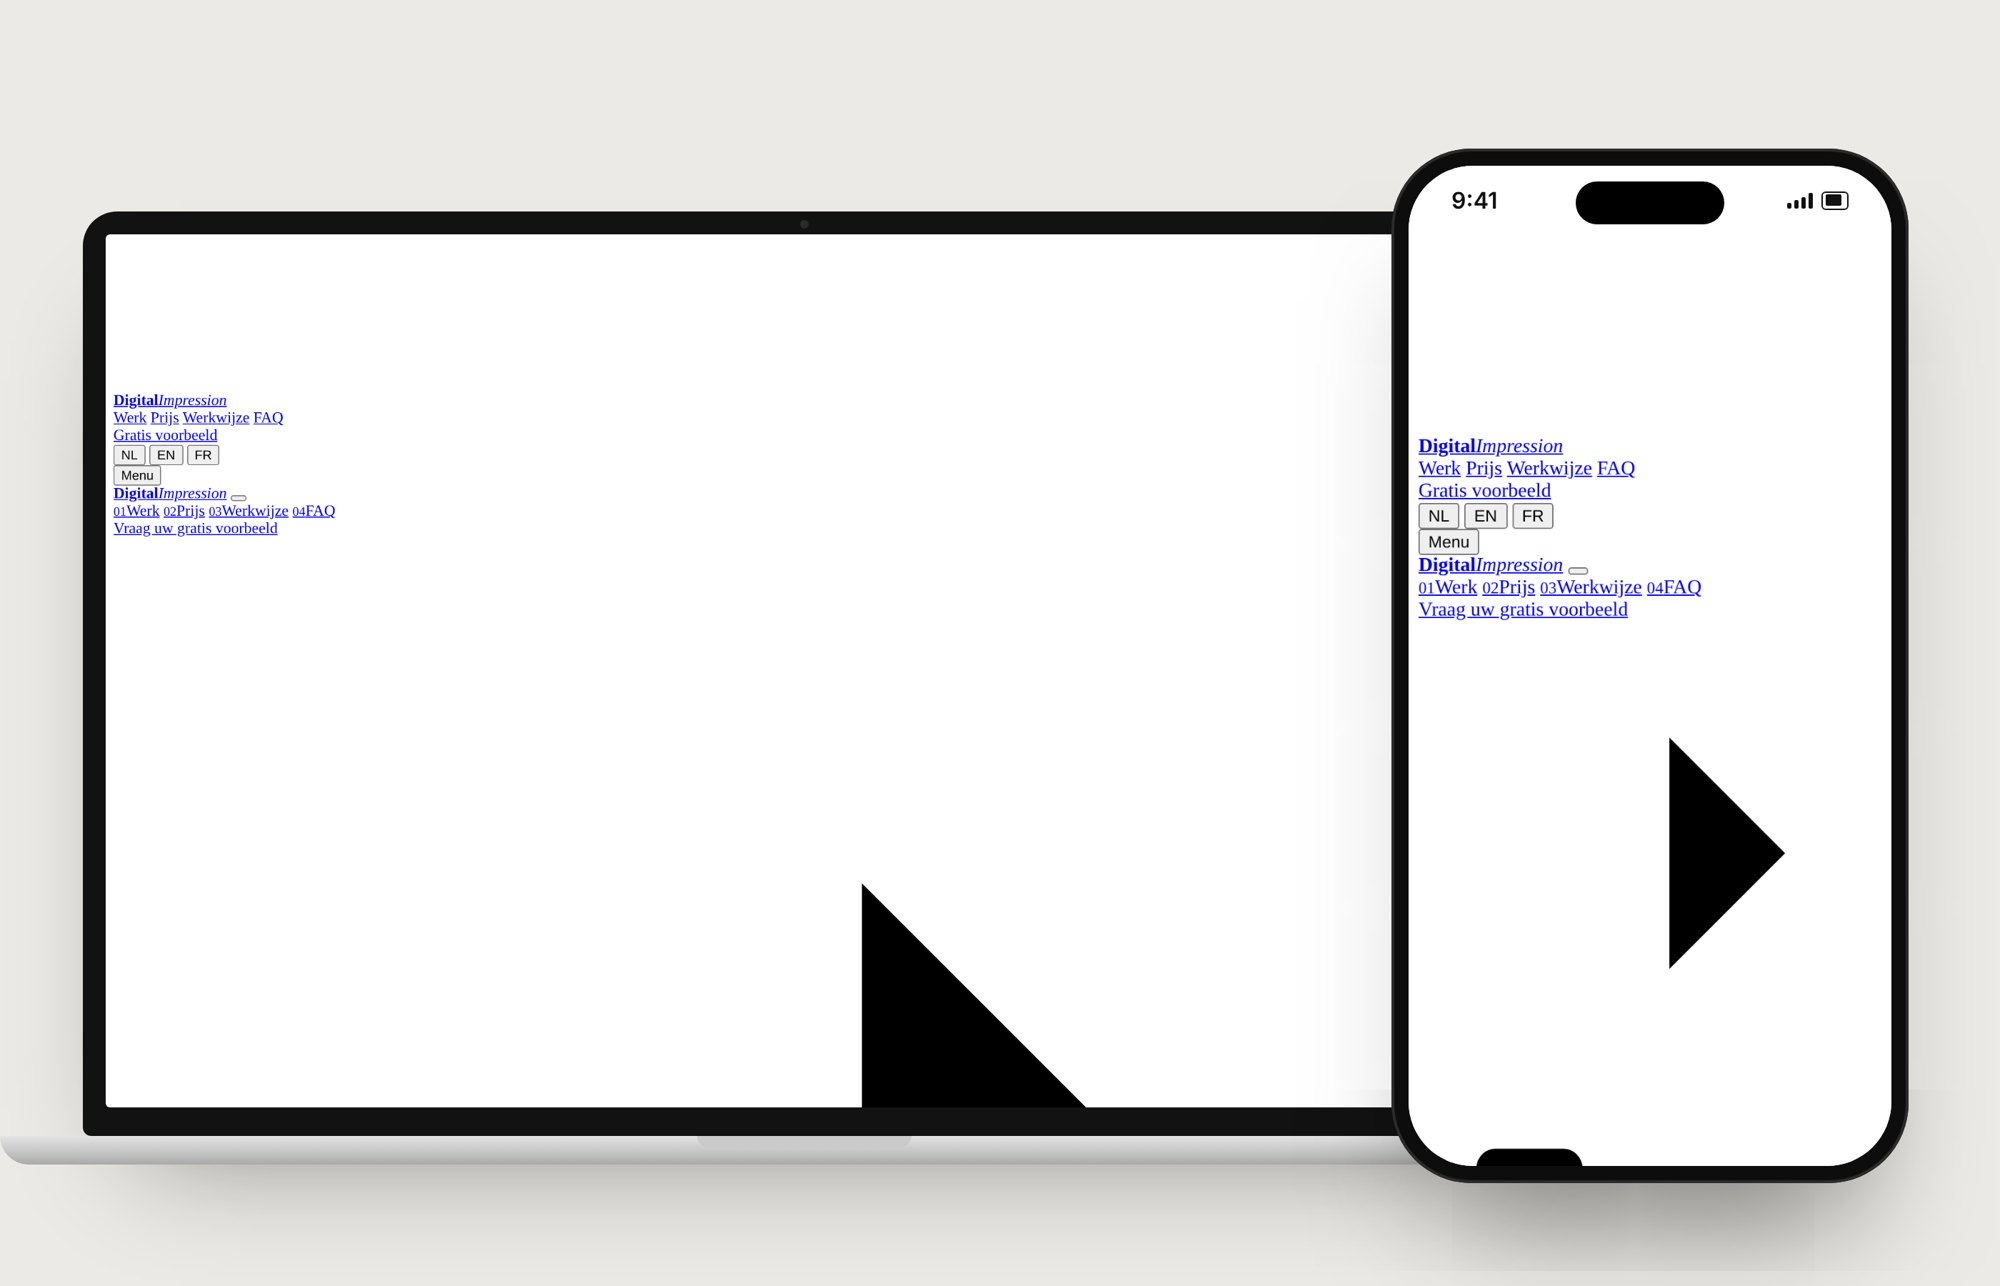 DigitalImpression
Werk Prijs Werkwijze FAQ
Gratis voorbeeld
NL EN FR
Menu
DigitalImpression
01Werk 02Prijs 03Werkwijze 04FAQ
Vraag uw gratis voorbeeld
9:41
DigitalImpression
Werk Prijs Werkwijze FAQ
Gratis voorbeeld
NL EN FR
Menu
DigitalImpression
01Werk 02Prijs 03Werkwijze 04FAQ
Vraag uw gratis voorbeeld